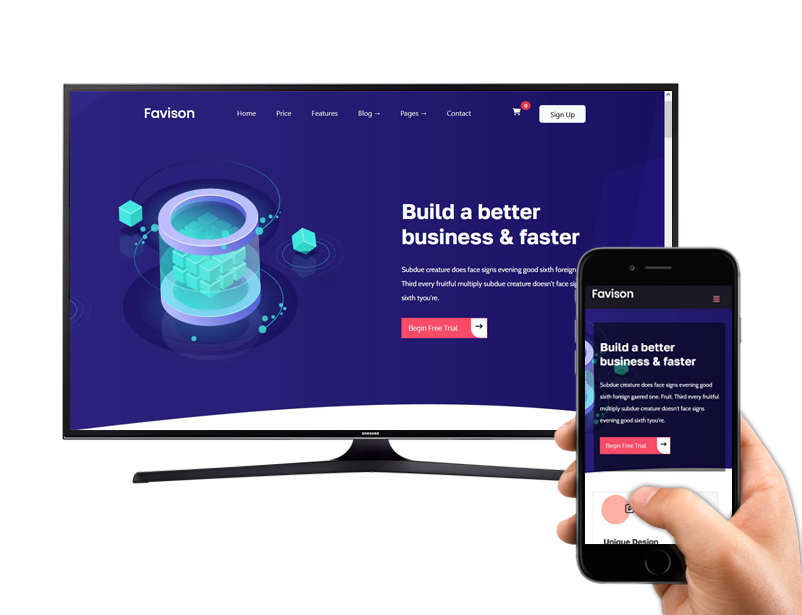 Favison
Home Price Features Blog → Pages → Contact 0 Sign Up
Build a better
business & faster
Subdue creature does face signs evening good sixth foreign
Third every fruitful multiply subdue creature doesn't face
sixth tyou're.
Begin Free Trial →
SAMSUNG
Favison
Build a better
business & faster
Subdue creature does face signs evening good
sixth foreign gaered one. Fruit. Third every fruitful
multiply subdue creature doesn't face signs
evening good sixth tyou're.
Begin Free Trial →
Unique Design